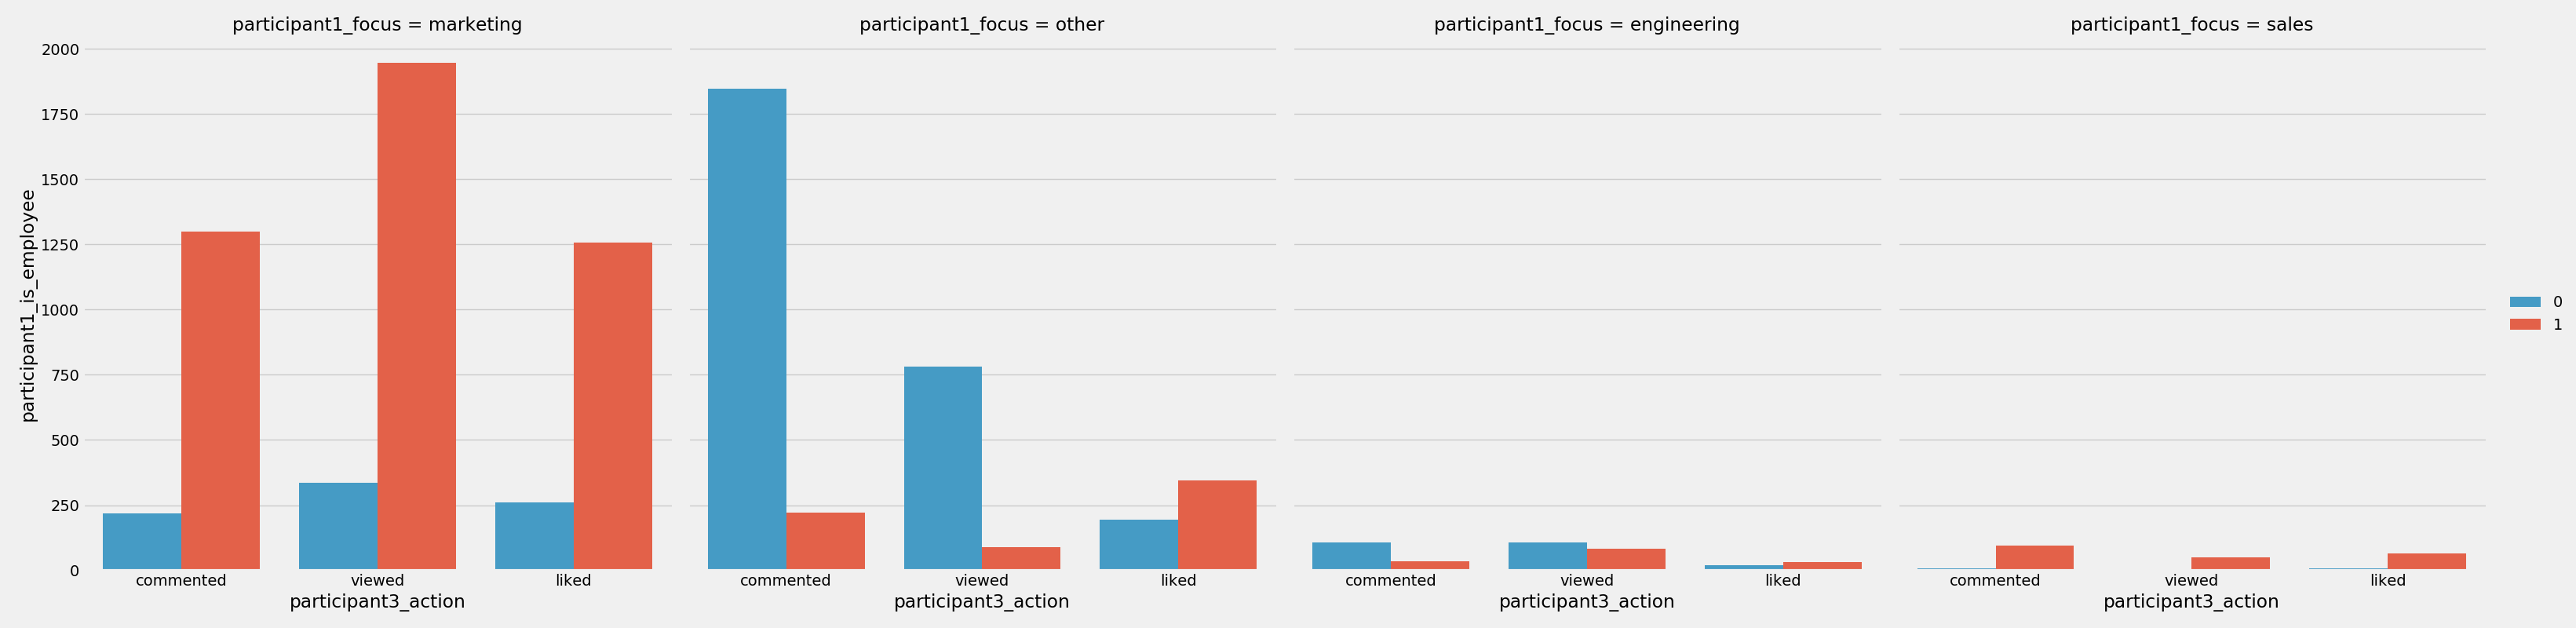 participant1_focus = marketing
participant1_focus = other
participant1_focus = engineering
participant1_focus = sales
participant1_is_employee
2000
1750
1500
1250
1000
750
500
250
0
commented viewed liked
commented viewed liked
commented viewed liked
commented viewed liked
participant3_action
participant3_action
participant3_action
participant3_action
0
1